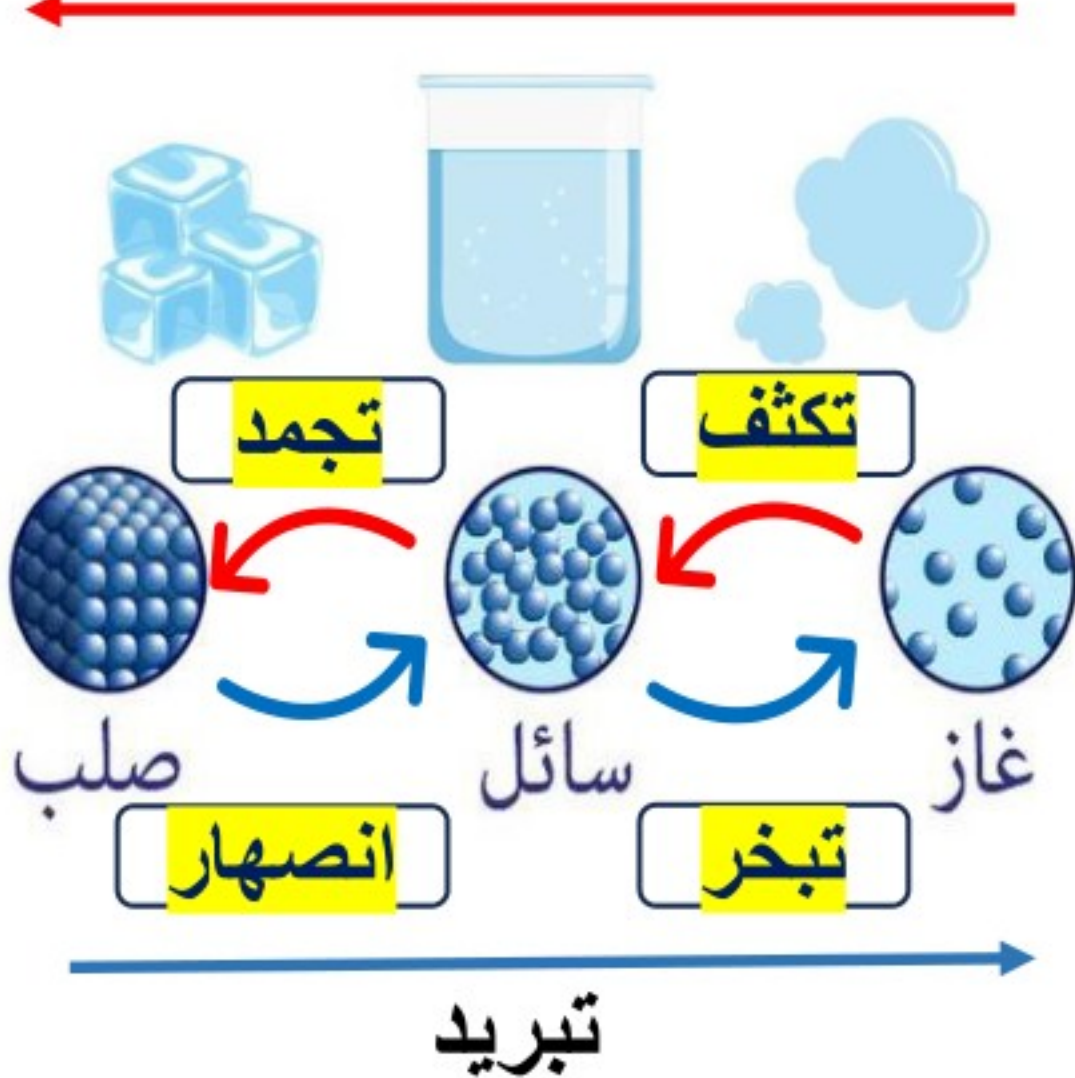 تكثف
تجمد
غاز
سائل
صلب
تبخر
انصهار
تبريد